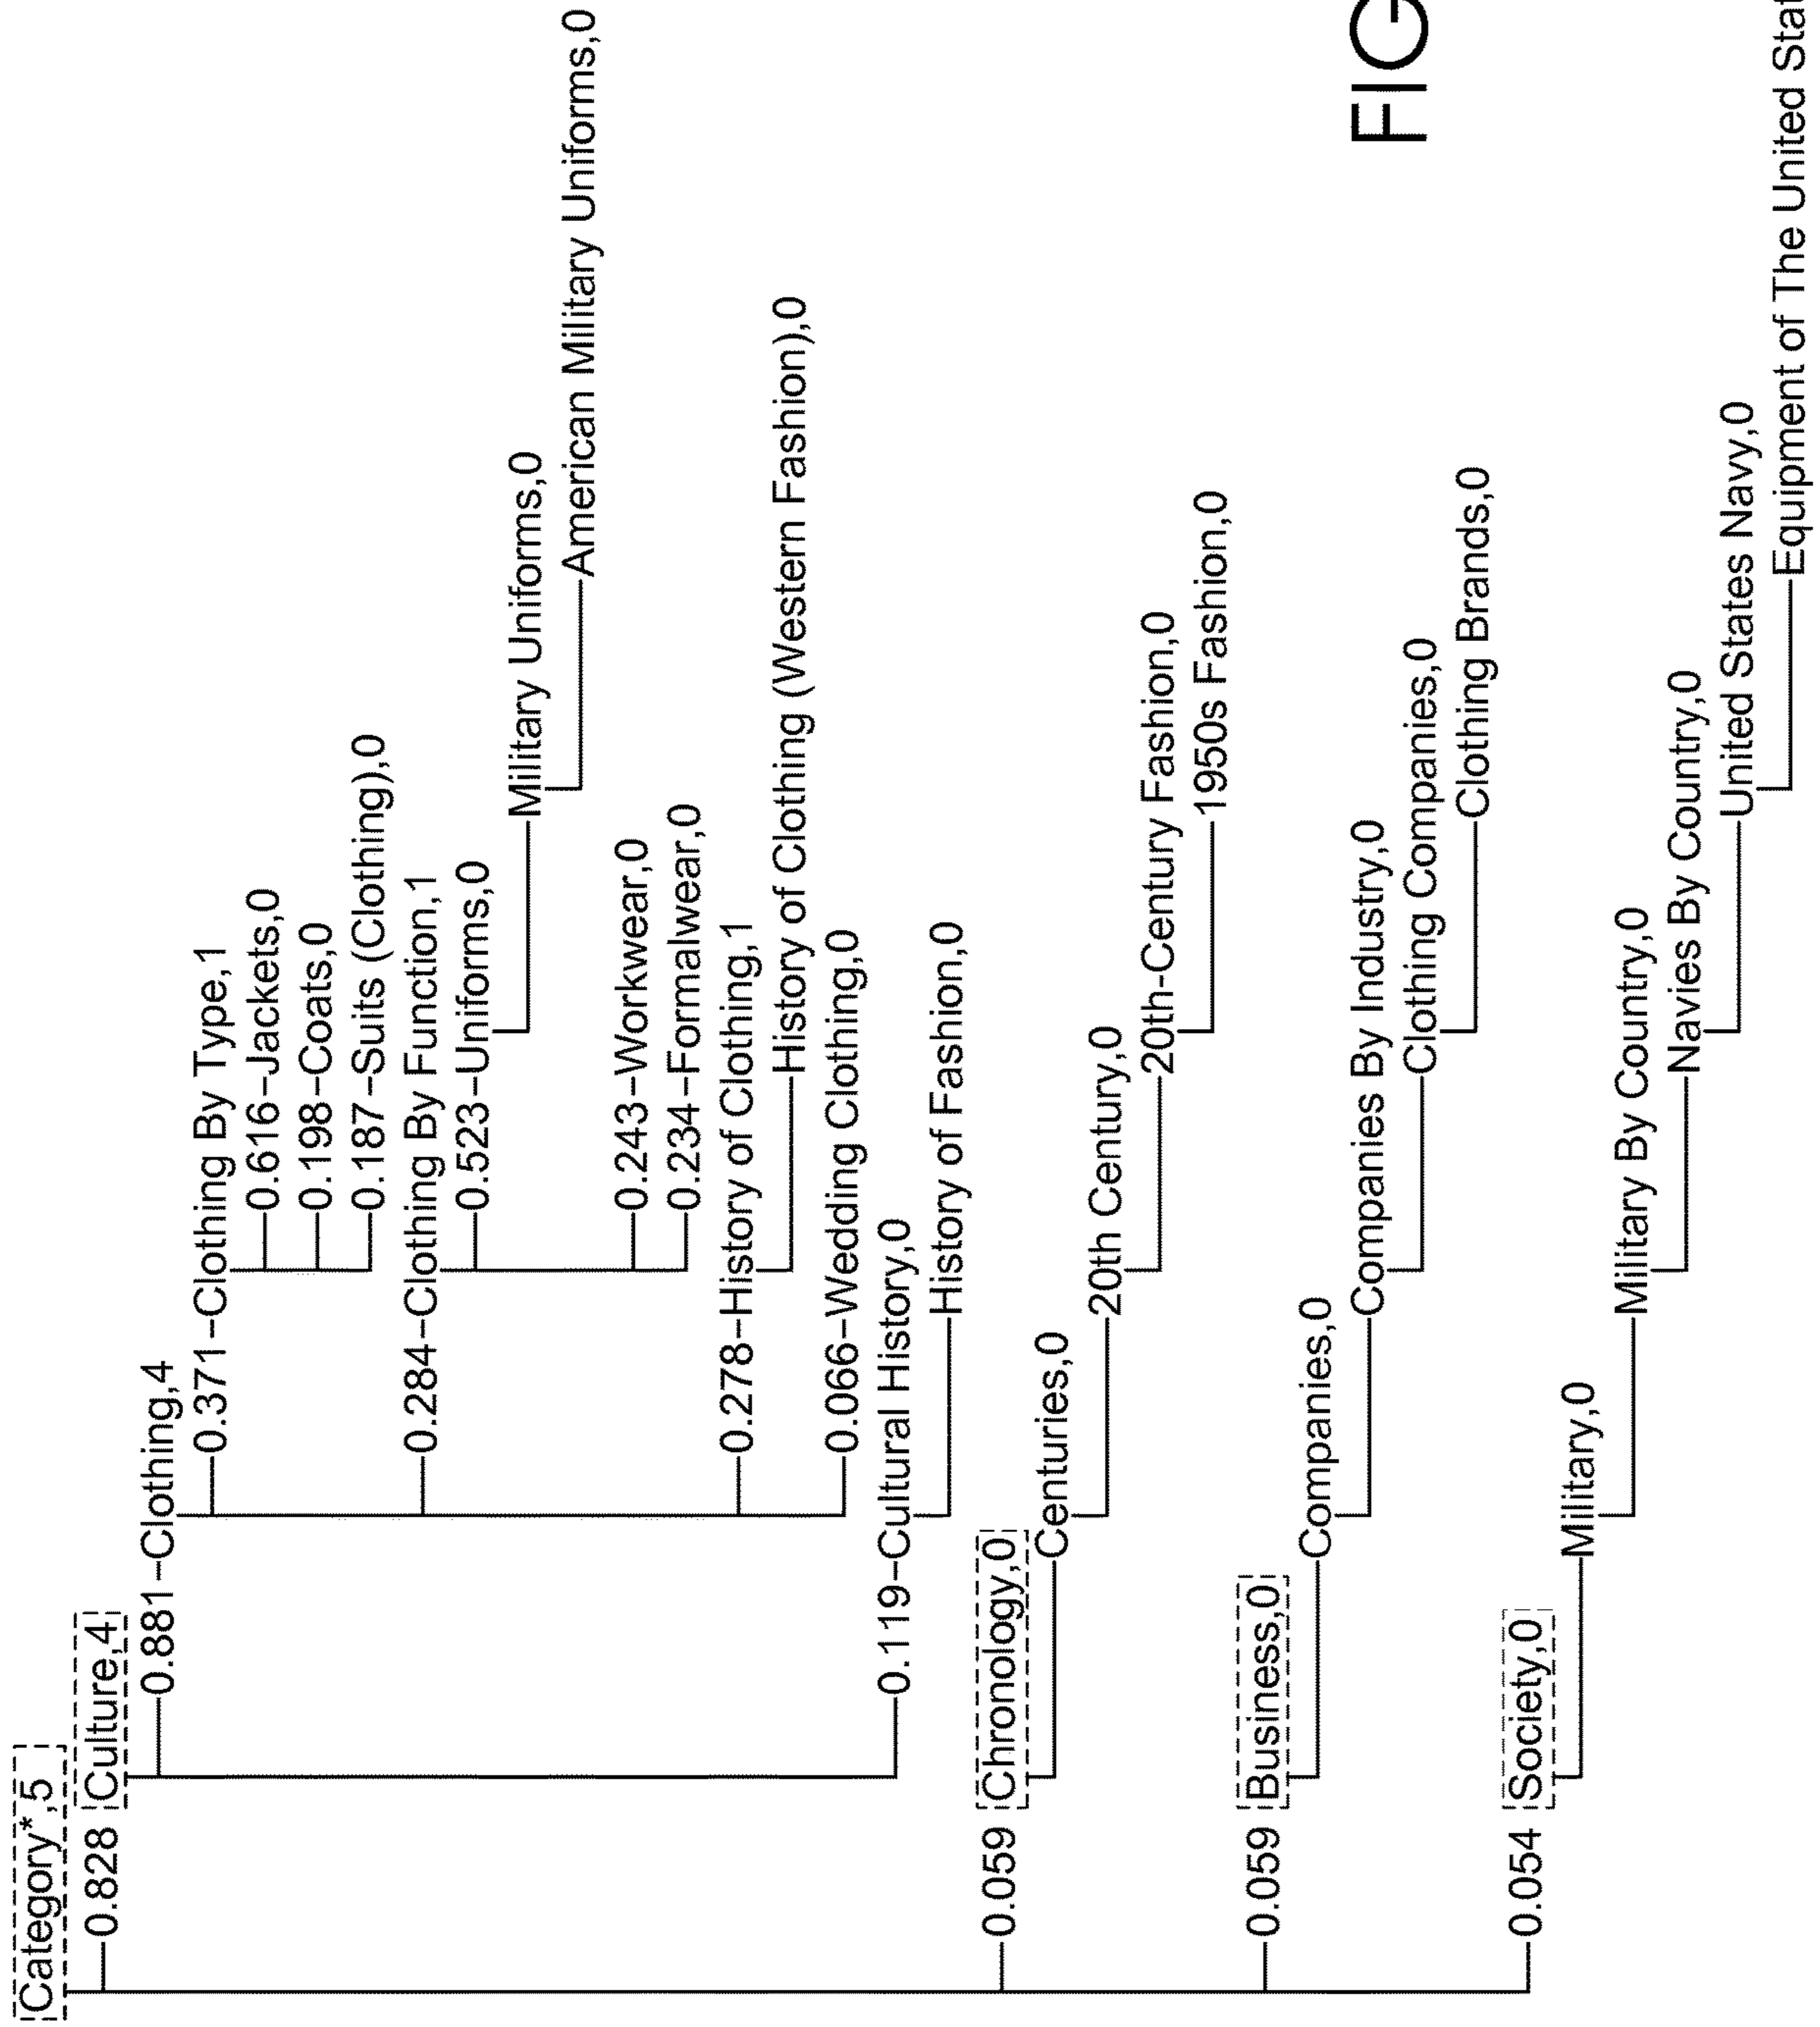 Category*,5
0.828 Culture,4
0.881-Clothing,4
0.371-Clothing By Type,1
0.616-Jackets,0
0.198-Coats,0
0.187-Suits (Clothing),0
0.284-Clothing By Function,1
0.523-Uniforms,0
Military Uniforms,0
American Military Uniforms,0
0.243-Workwear,0
0.234-Formalwear,0
0.278-History of Clothing,1
History of Clothing (Western Fashion),0
0.066-Wedding Clothing,0
0.119-Cultural History,0
History of Fashion,0
0.059 Chronology,0
Centuries,0
20th Century,0
20th-Century Fashion,0
1950s Fashion,0
0.059 Business,0
Companies,0
Companies By Industry,0
Clothing Companies,0
Clothing Brands,0
0.054 Society,0
Military,0
Military By Country,0
Navies By Country,0
United States Navy,0
Equipment of The United
FIG